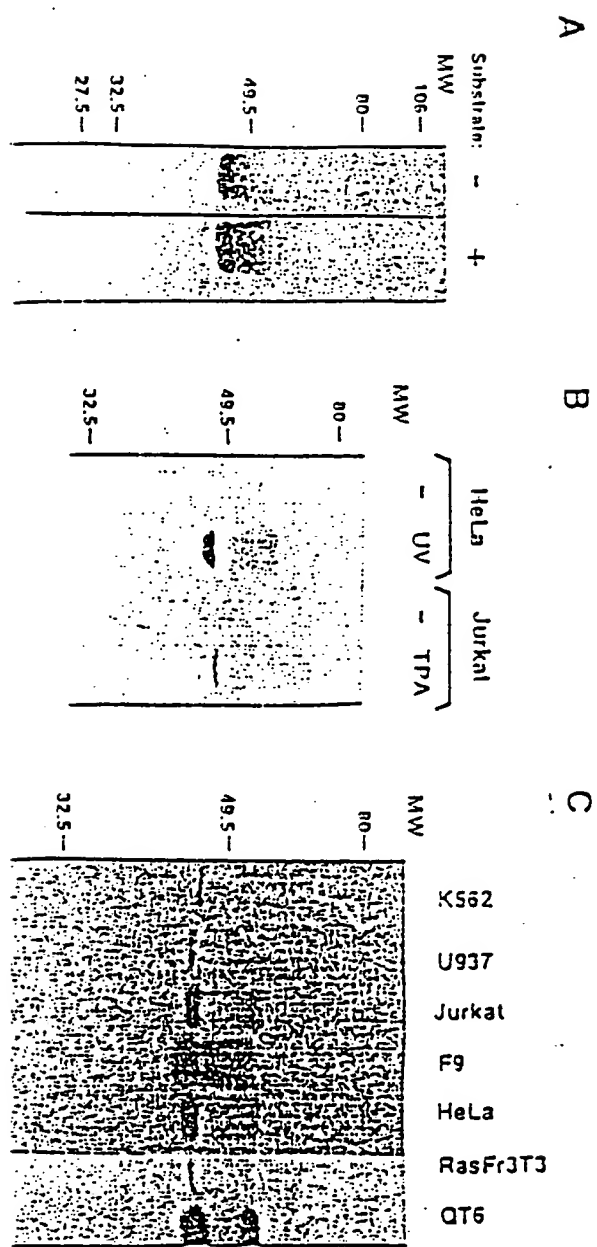 A
Substrate: - +
MW
106–
80–
49.5–
32.5–
27.5–
B
HeLa Jurkat
- UV - TPA
MW
80–
49.5–
32.5–
C
K562 U937 Jurkat F9 HeLa RasFr3T3 QT6
MW
80–
49.5–
32.5–